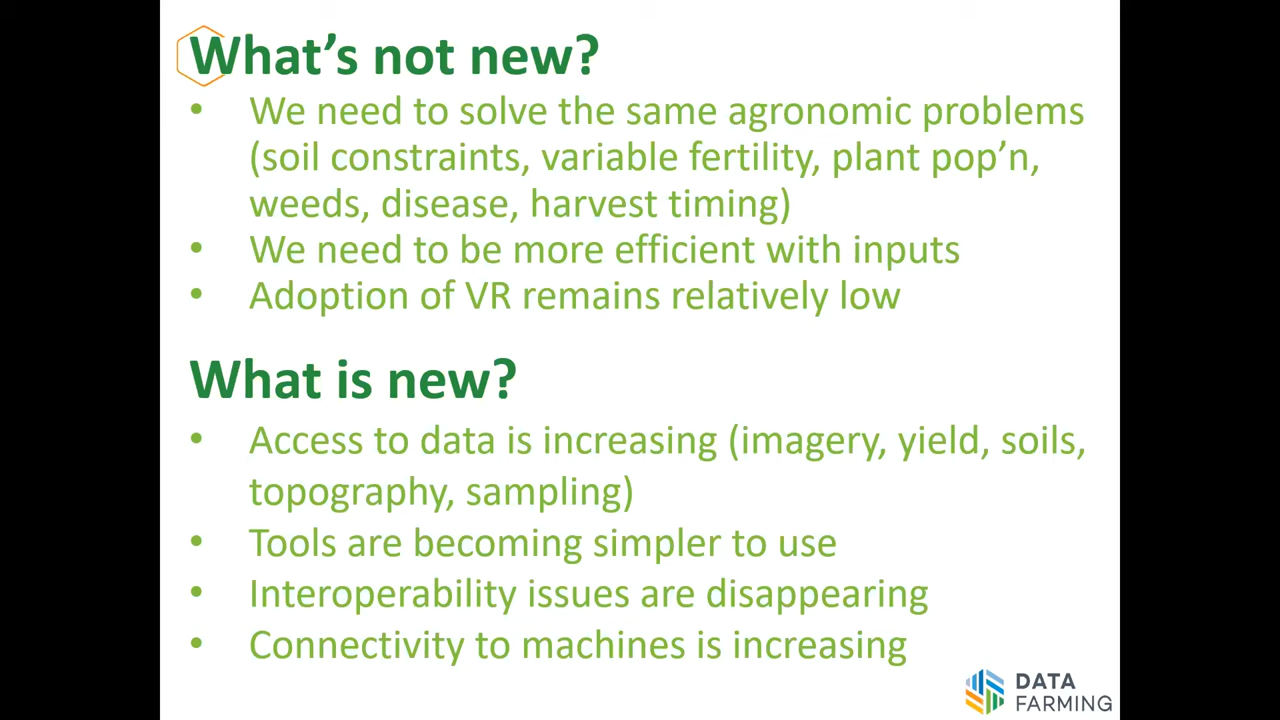 What’s not new?
• We need to solve the same agronomic problems
(soil constraints, variable fertility, plant pop’n,
weeds, disease, harvest timing)
• We need to be more efficient with inputs
• Adoption of VR remains relatively low
What is new?
• Access to data is increasing (imagery, yield, soils,
topography, sampling)
• Tools are becoming simpler to use
• Interoperability issues are disappearing
• Connectivity to machines is increasing
DATA
FARMING